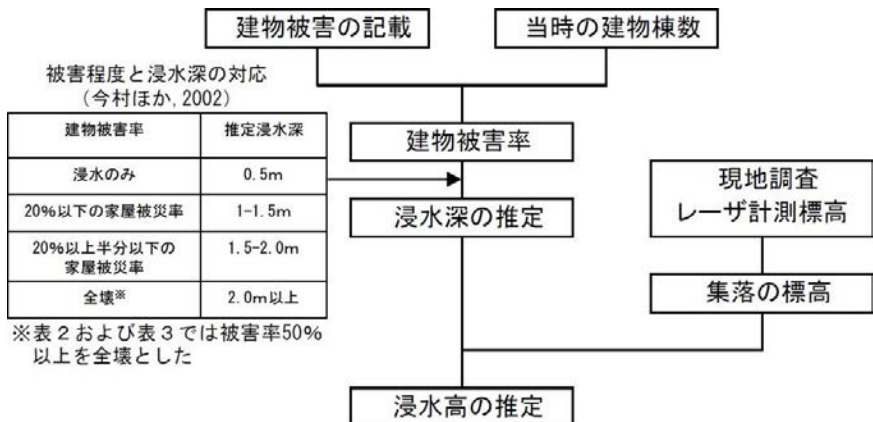 建物被害の記載
当時の建物棟数
被害程度と浸水深の対応
(今村ほか, 2002)
建物被害率 推定浸水深
浸水のみ 0.5m
20%以下の家屋被災率 1-1.5m
20%以上半分以下の
家屋被災率 1.5-2.0m
全壊※ 2.0m以上
※表2および表3では被害率50%
以上を全壊とした
建物被害率
浸水深の推定
現地調査
レーザ計測標高
集落の標高
浸水高の推定